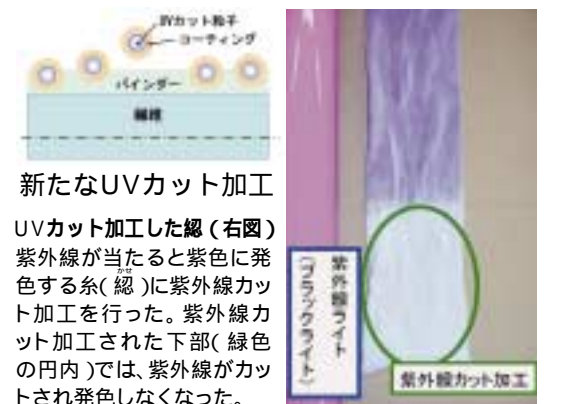 UVカット粒子
コーティング
バインダー
繊維
新たなUVカット加工
UVカット加工した綛(右図)
紫外線が当たると紫色に発
色する糸(綛)に紫外線カッ
かせ
ト加工を行った。紫外線カ
ット加工された下部(緑色
の円内)では、紫外線がカッ
トされ発色しなくなった。
紫外線ライト
(ブラックライト)
紫外線カット加工